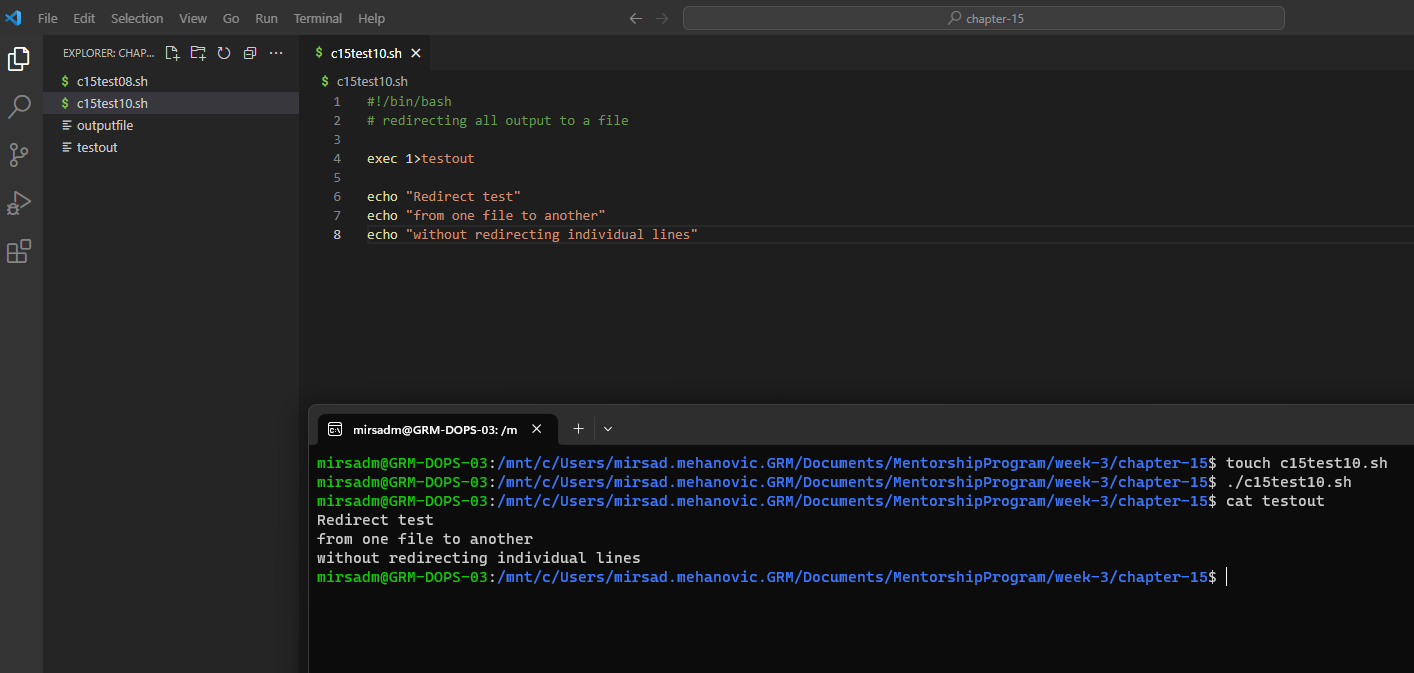 File Edit Selection View Go Run Terminal Help
chapter-15
EXPLORER: CHAP...
c15test08.sh
c15test10.sh
outputfile
testout
$ c15test10.sh
$ c15test10.sh
1 #!/bin/bash
2 # redirecting all output to a file
3
4 exec 1>testout
5
6 echo "Redirect test"
7 echo "from one file to another"
8 echo "without redirecting individual lines"
mirsadm@GRM-DOPS-03: /m
mirsadm@GRM-DOPS-03:/mnt/c/Users/mirsad.mehanovic.GRM/Documents/MentorshipProgram/week-3/chapter-15$ touch c15test10.sh
mirsadm@GRM-DOPS-03:/mnt/c/Users/mirsad.mehanovic.GRM/Documents/MentorshipProgram/week-3/chapter-15$ ./c15test10.sh
mirsadm@GRM-DOPS-03:/mnt/c/Users/mirsad.mehanovic.GRM/Documents/MentorshipProgram/week-3/chapter-15$ cat testout
Redirect test
from one file to another
without redirecting individual lines
mirsadm@GRM-DOPS-03:/mnt/c/Users/mirsad.mehanovic.GRM/Documents/MentorshipProgram/week-3/chapter-15$